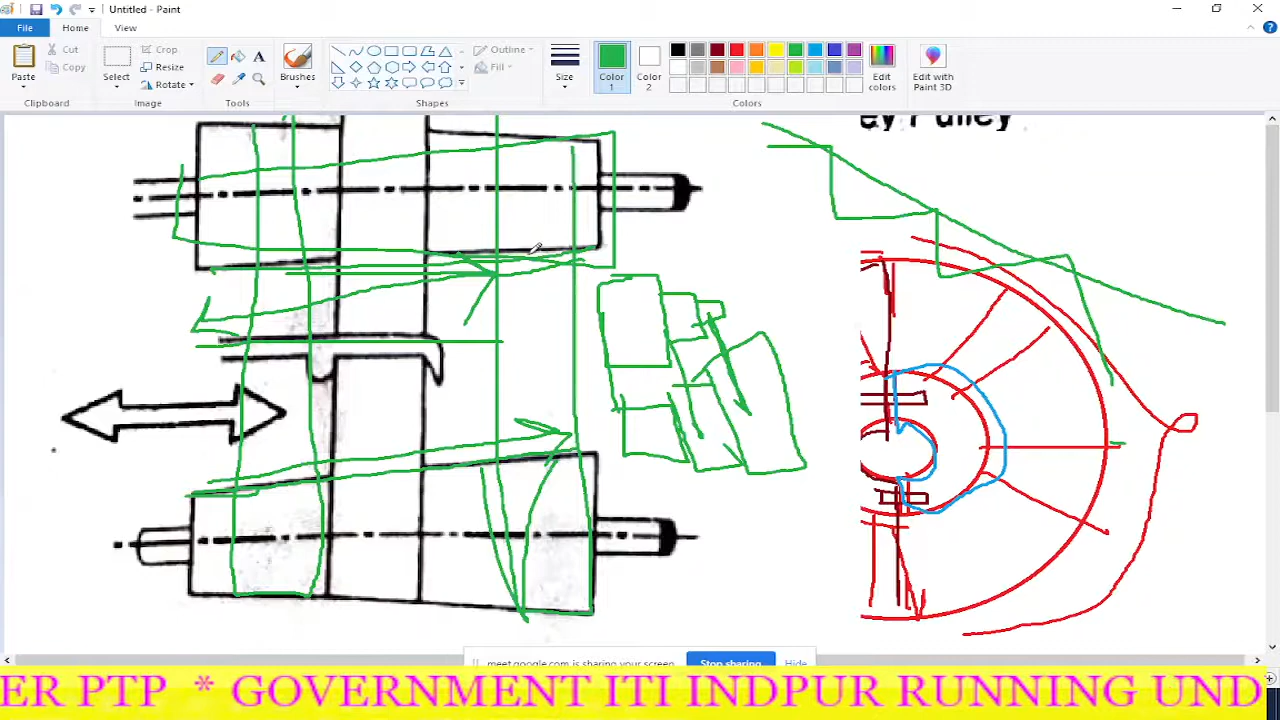 Untitled - Paint
File
Home
View
Paste
Cut
Copy
Clipboard
Select
Crop
Resize
Rotate
Image
A
Tools
Brushes
Outline
Fill
Shapes
Size
Color 1
Color 2
Edit colors
Colors
Edit with Paint 3D
ey Pulley
meet.google.com is sharing your screen.
Stop sharing
Hide
ER PTP * GOVERNMENT ITI INDPUR RUNNING UND